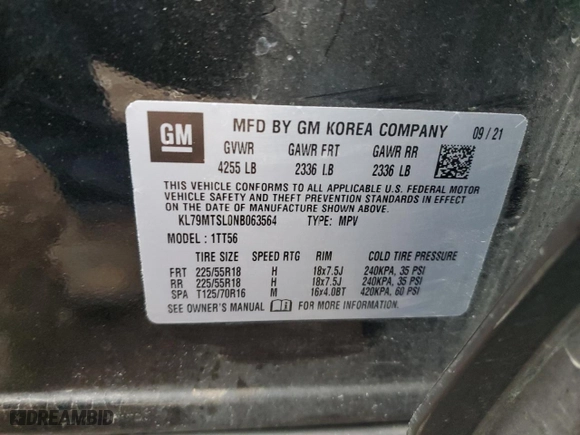 GM
MFD BY GM KOREA COMPANY 09/21
GVWR GAWR FRT GAWR RR
4255 LB 2336 LB 2336 LB
THIS VEHICLE CONFORMS TO ALL APPLICABLE U.S. FEDERAL MOTOR
VEHICLE SAFETY AND THEFT PREVENTION STANDARDS IN EFFECT ON THE
DATE OF MANUFACTURE SHOWN ABOVE.
KL79MTSL0NB063564 TYPE: MPV
MODEL : 1TT56
TIRE SIZE SPEED RTG RIM COLD TIRE PRESSURE
FRT 225/55R18 H 18x7.5J 240KPA, 35 PSI
RR 225/55R18 H 18x7.5J 240KPA, 35 PSI
SPA T125/70R16 M 16x4.0BT 420KPA, 60 PSI
SEE OWNER'S MANUAL FOR MORE INFORMATION.
DREAMBID